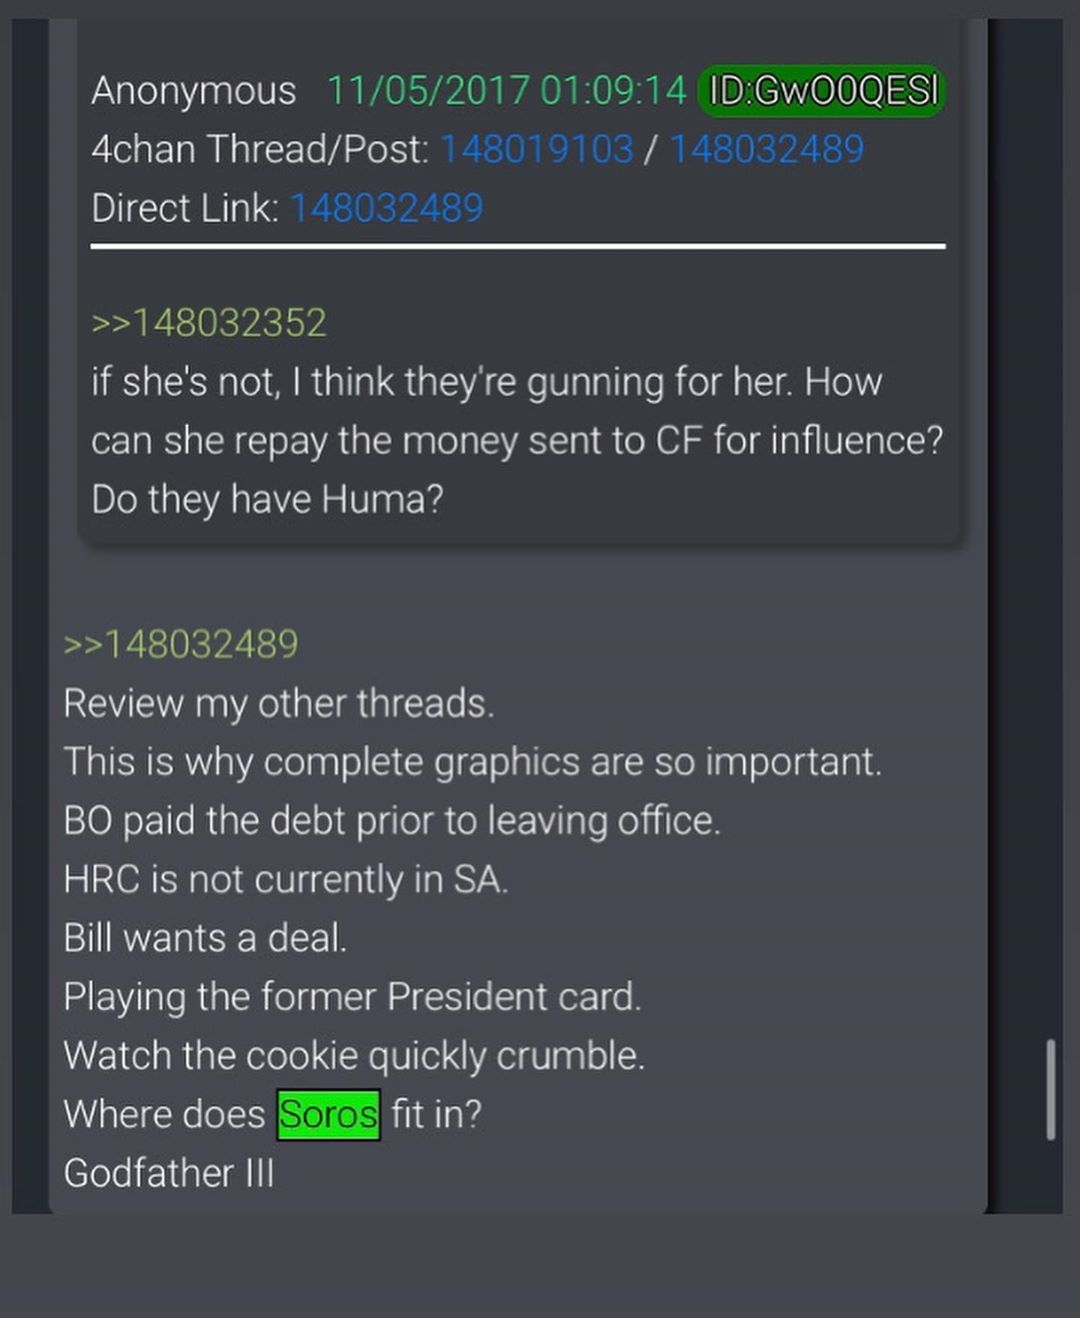 Anonymous 11/05/2017 01:09:14 ID:GwO0QESI
4chan Thread/Post: 148019103 / 148032489
Direct Link: 148032489
>>148032352
if she's not, I think they're gunning for her. How
can she repay the money sent to CF for influence?
Do they have Huma?
>>148032489
Review my other threads.
This is why complete graphics are so important.
BO paid the debt prior to leaving office.
HRC is not currently in SA.
Bill wants a deal.
Playing the former President card.
Watch the cookie quickly crumble.
Where does Soros fit in?
Godfather III